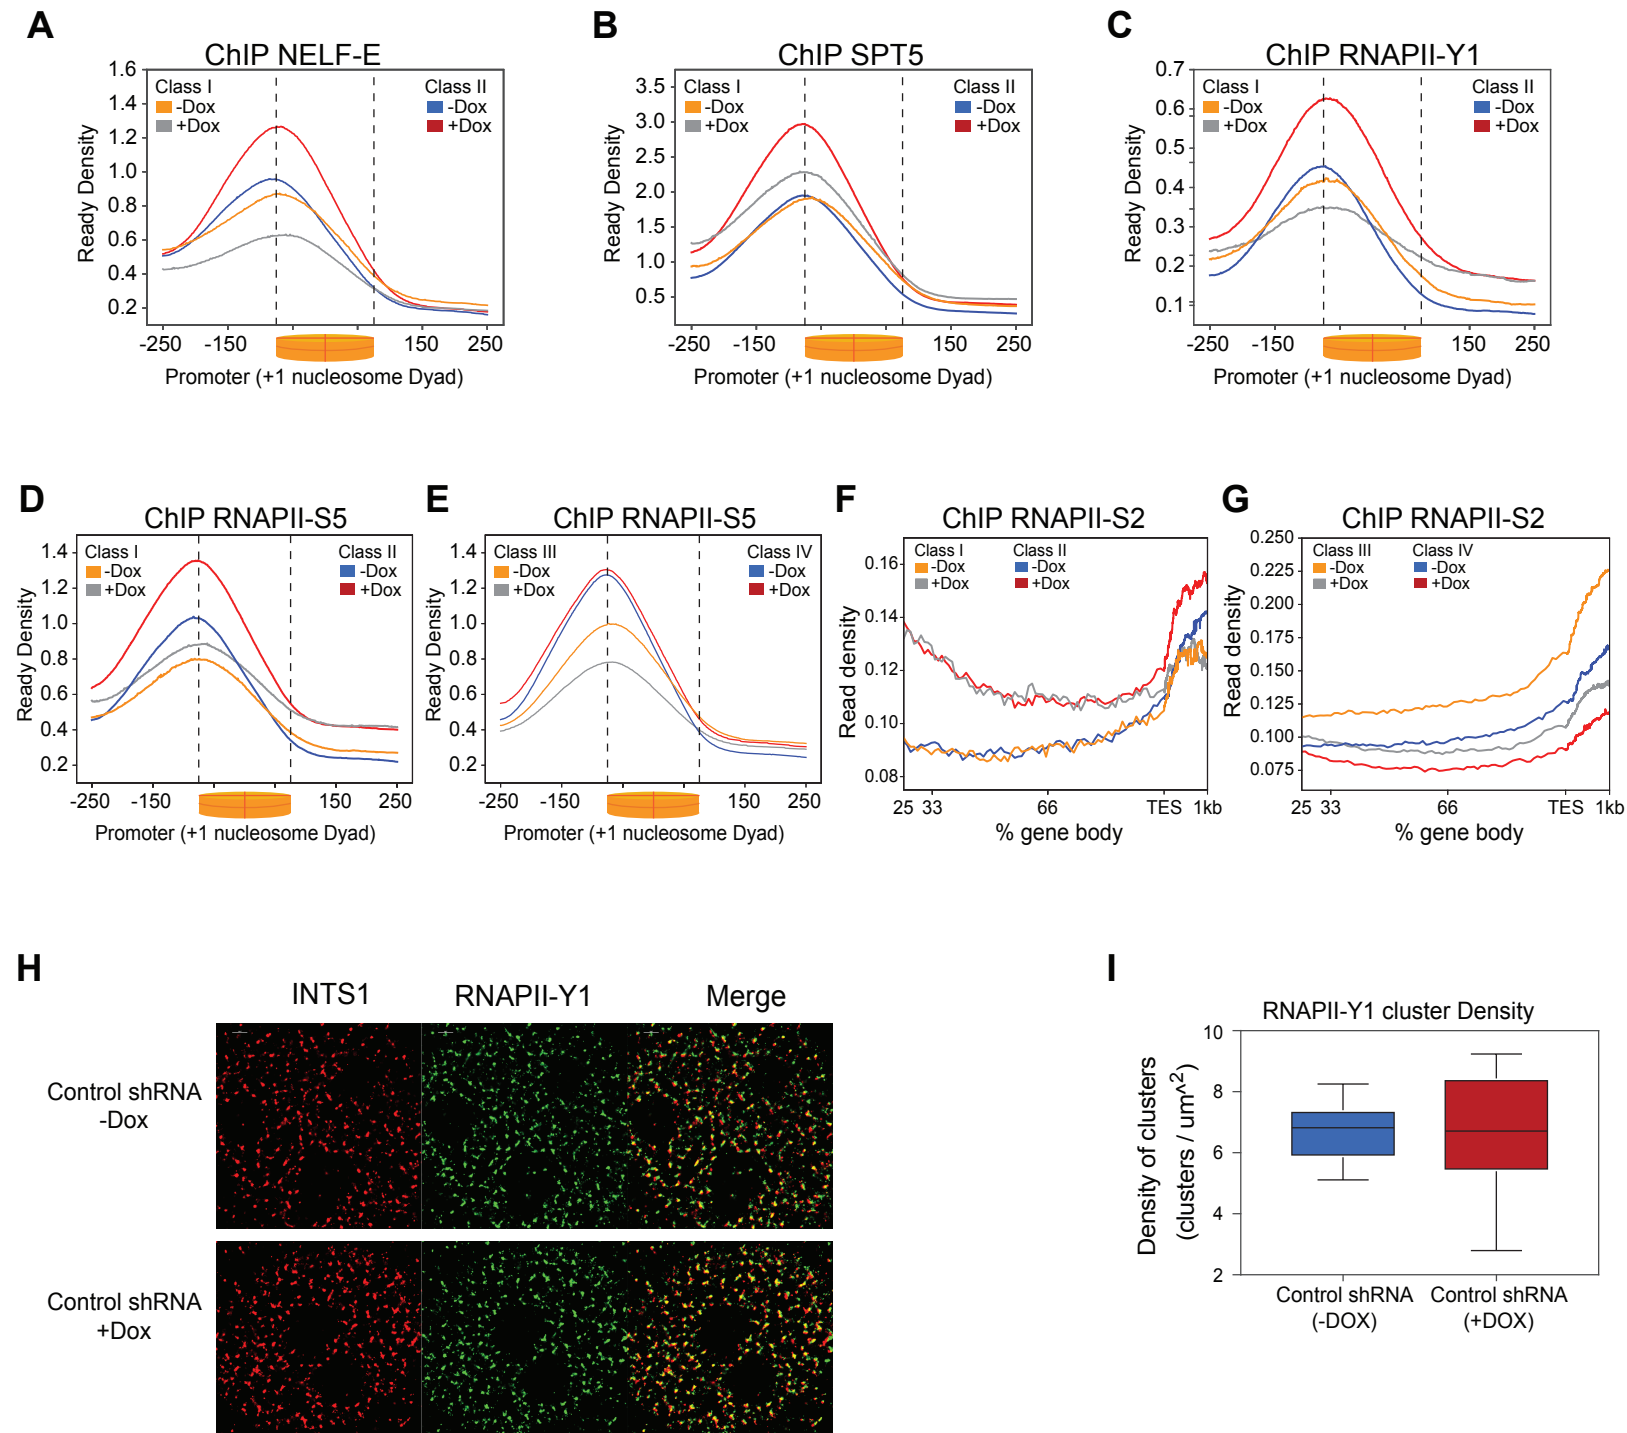 A
ChIP NELF-E
Class I
-Dox
+Dox
Class II
-Dox
+Dox
Ready Density
1.6
1.4
1.2
1.0
0.8
0.6
0.4
0.2
-250
-150
150
250
Promoter (+1 nucleosome Dyad)
B
ChIP SPT5
Class I
-Dox
+Dox
Class II
-Dox
+Dox
Ready Density
3.5
3.0
2.5
2.0
1.5
1.0
0.5
-250
-150
150
250
Promoter (+1 nucleosome Dyad)
C
ChIP RNAPII-Y1
Class I
-Dox
+Dox
Class II
-Dox
+Dox
Ready Density
0.7
0.6
0.5
0.4
0.3
0.2
0.1
-250
-150
150
250
Promoter (+1 nucleosome Dyad)
D
ChIP RNAPII-S5
Class I
-Dox
+Dox
Class II
-Dox
+Dox
Ready Density
1.4
1.2
1.0
0.8
0.6
0.4
0.2
-250
-150
150
250
Promoter (+1 nucleosome Dyad)
E
ChIP RNAPII-S5
Class III
-Dox
+Dox
Class IV
-Dox
+Dox
Ready Density
1.4
1.2
1.0
0.8
0.6
0.4
0.2
-250
-150
150
250
Promoter (+1 nucleosome Dyad)
F
ChIP RNAPII-S2
Class I
-Dox
+Dox
Class II
-Dox
+Dox
Read density
0.16
0.14
0.12
0.10
0.08
25
33
66
TES
1kb
% gene body
G
ChIP RNAPII-S2
Class III
-Dox
+Dox
Class IV
-Dox
+Dox
Read density
0.250
0.225
0.200
0.175
0.150
0.125
0.100
0.075
25
33
66
TES
1kb
% gene body
H
INTS1
RNAPII-Y1
Merge
Control shRNA
-Dox
Control shRNA
+Dox
I
RNAPII-Y1 cluster Density
Density of clusters
(clusters / um^2)
10
8
6
4
2
Control shRNA
(-DOX)
Control shRNA
(+DOX)